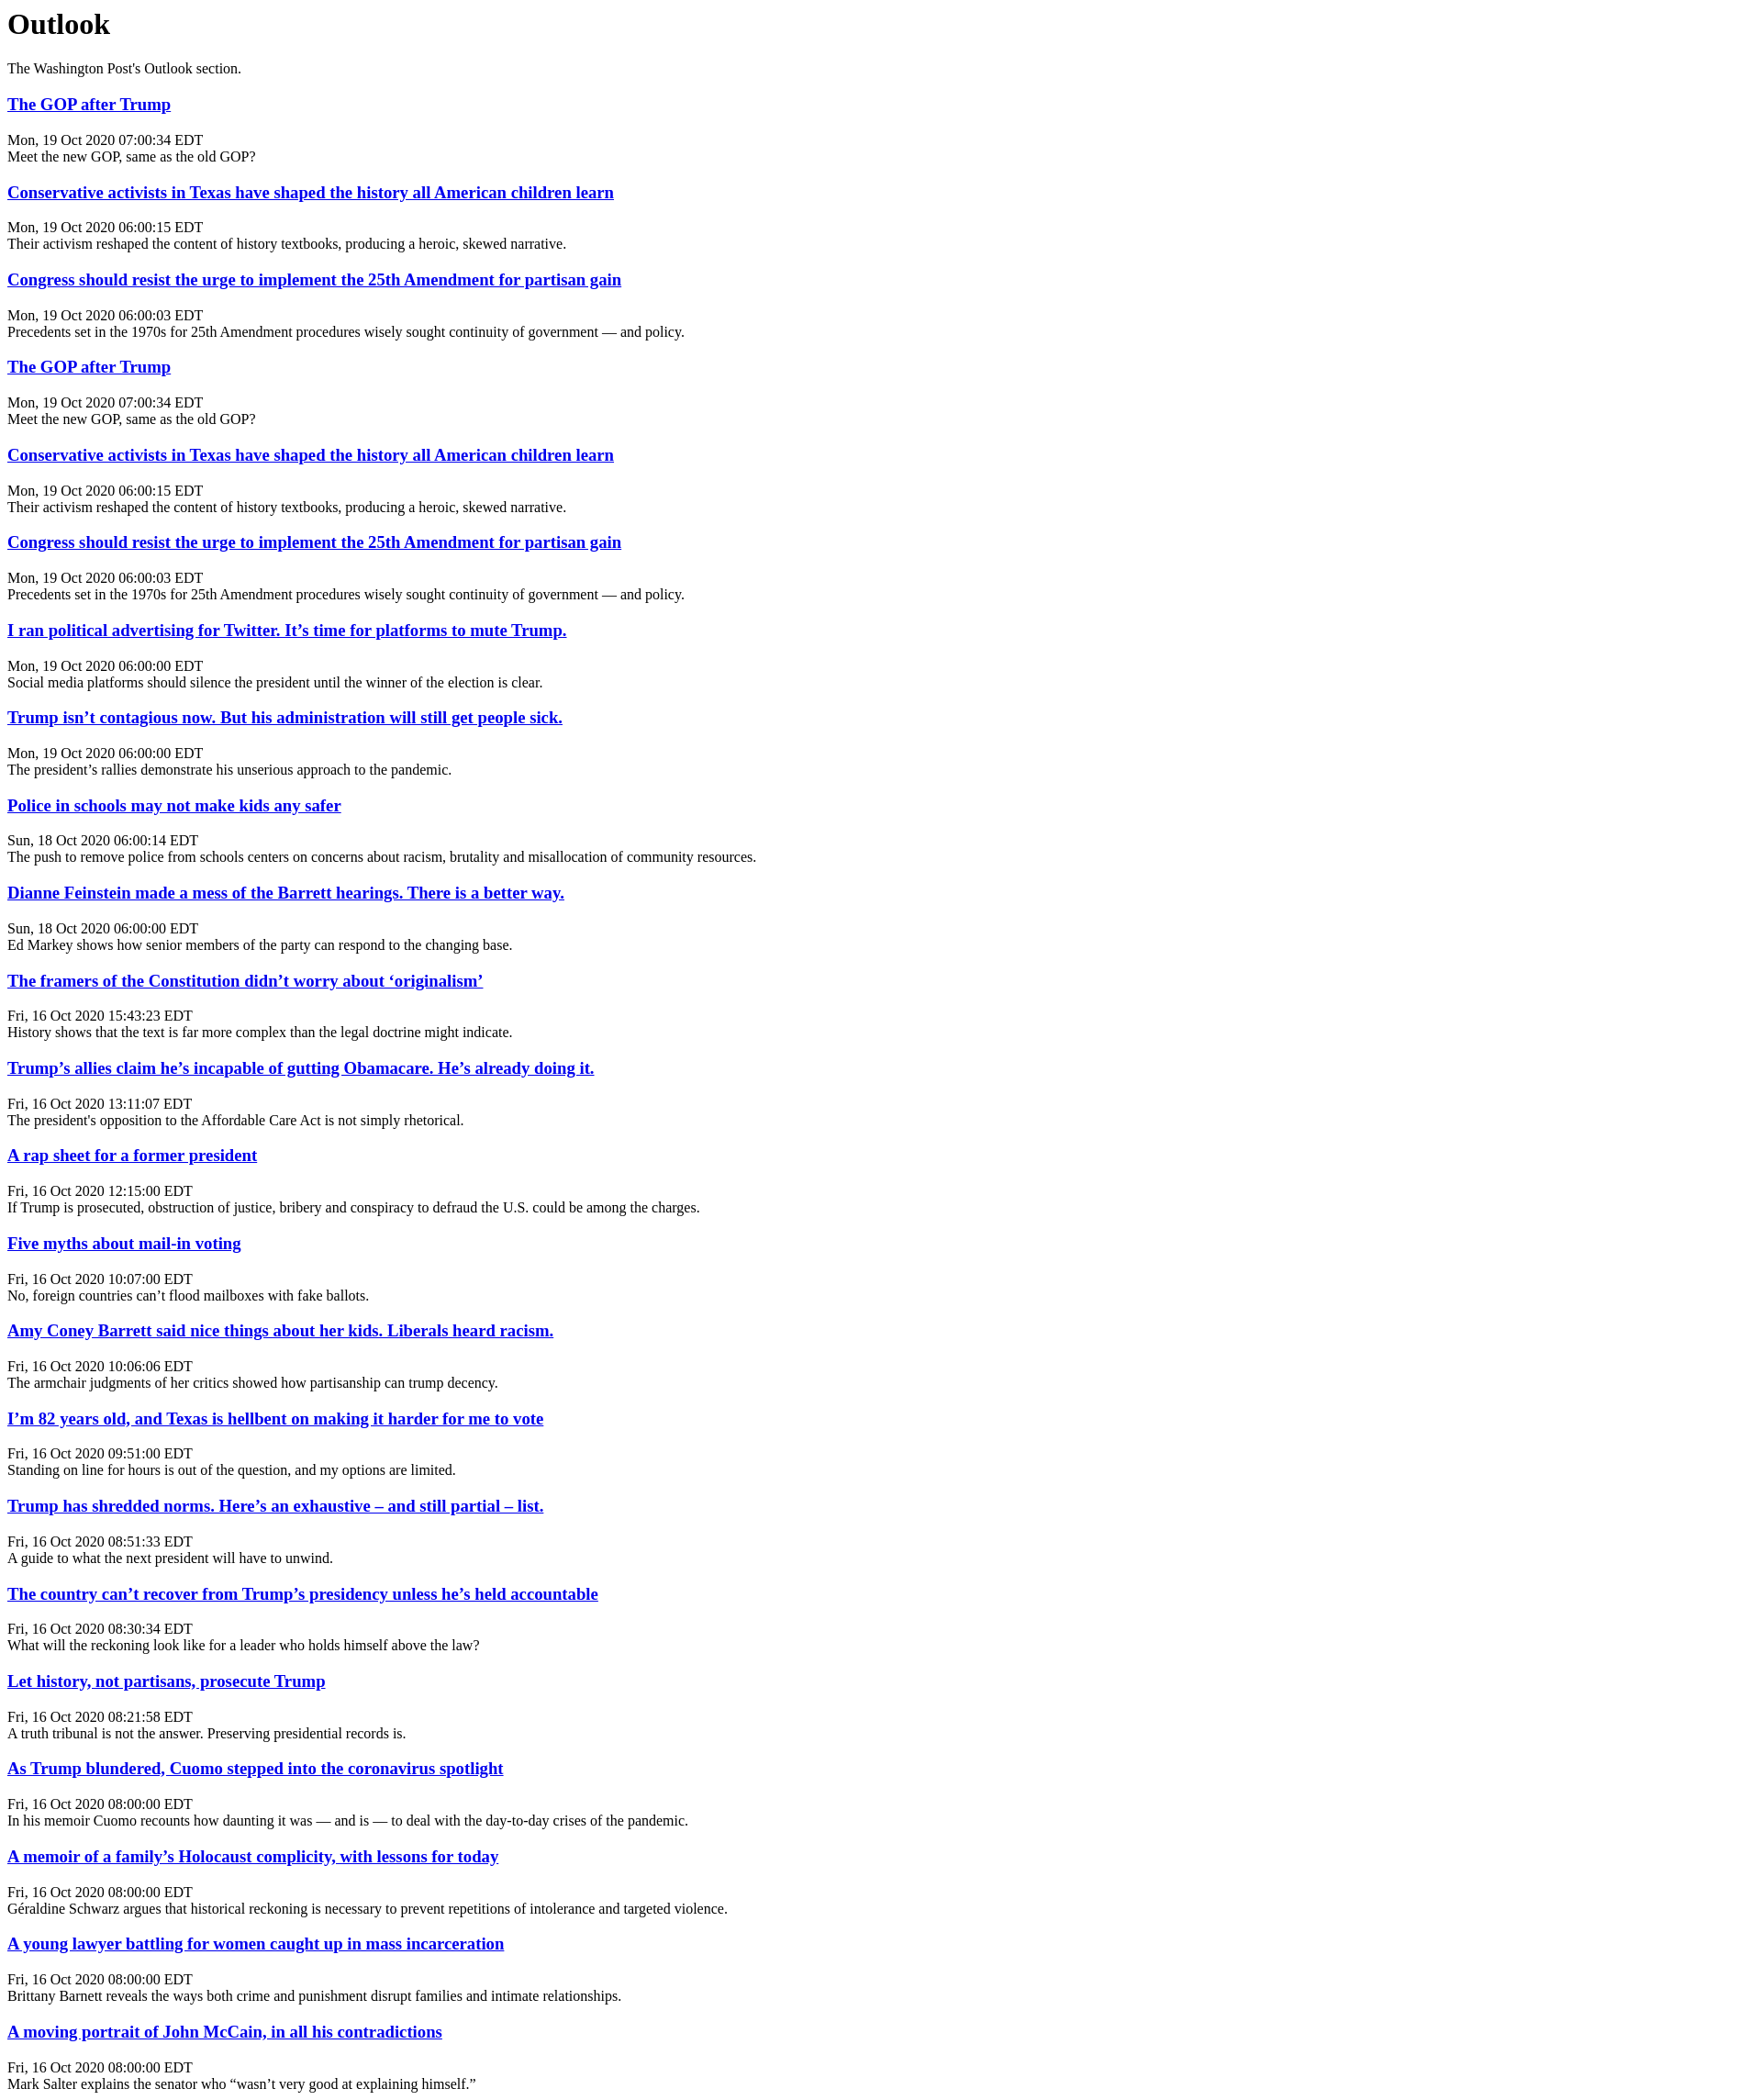 Outlook
The Washington Post's Outlook section.
The GOP after Trump
Mon, 19 Oct 2020 07:00:34 EDT
Meet the new GOP, same as the old GOP?
Conservative activists in Texas have shaped the history all American children learn
Mon, 19 Oct 2020 06:00:15 EDT
Their activism reshaped the content of history textbooks, producing a heroic, skewed narrative.
Congress should resist the urge to implement the 25th Amendment for partisan gain
Mon, 19 Oct 2020 06:00:03 EDT
Precedents set in the 1970s for 25th Amendment procedures wisely sought continuity of government — and policy.
The GOP after Trump
Mon, 19 Oct 2020 07:00:34 EDT
Meet the new GOP, same as the old GOP?
Conservative activists in Texas have shaped the history all American children learn
Mon, 19 Oct 2020 06:00:15 EDT
Their activism reshaped the content of history textbooks, producing a heroic, skewed narrative.
Congress should resist the urge to implement the 25th Amendment for partisan gain
Mon, 19 Oct 2020 06:00:03 EDT
Precedents set in the 1970s for 25th Amendment procedures wisely sought continuity of government — and policy.
I ran political advertising for Twitter. It’s time for platforms to mute Trump.
Mon, 19 Oct 2020 06:00:00 EDT
Social media platforms should silence the president until the winner of the election is clear.
Trump isn’t contagious now. But his administration will still get people sick.
Mon, 19 Oct 2020 06:00:00 EDT
The president’s rallies demonstrate his unserious approach to the pandemic.
Police in schools may not make kids any safer
Sun, 18 Oct 2020 06:00:14 EDT
The push to remove police from schools centers on concerns about racism, brutality and misallocation of community resources.
Dianne Feinstein made a mess of the Barrett hearings. There is a better way.
Sun, 18 Oct 2020 06:00:00 EDT
Ed Markey shows how senior members of the party can respond to the changing base.
The framers of the Constitution didn’t worry about ‘originalism’
Fri, 16 Oct 2020 15:43:23 EDT
History shows that the text is far more complex than the legal doctrine might indicate.
Trump’s allies claim he’s incapable of gutting Obamacare. He’s already doing it.
Fri, 16 Oct 2020 13:11:07 EDT
The president's opposition to the Affordable Care Act is not simply rhetorical.
A rap sheet for a former president
Fri, 16 Oct 2020 12:15:00 EDT
If Trump is prosecuted, obstruction of justice, bribery and conspiracy to defraud the U.S. could be among the charges.
Five myths about mail-in voting
Fri, 16 Oct 2020 10:07:00 EDT
No, foreign countries can’t flood mailboxes with fake ballots.
Amy Coney Barrett said nice things about her kids. Liberals heard racism.
Fri, 16 Oct 2020 10:06:06 EDT
The armchair judgments of her critics showed how partisanship can trump decency.
I’m 82 years old, and Texas is hellbent on making it harder for me to vote
Fri, 16 Oct 2020 09:51:00 EDT
Standing on line for hours is out of the question, and my options are limited.
Trump has shredded norms. Here’s an exhaustive – and still partial – list.
Fri, 16 Oct 2020 08:51:33 EDT
A guide to what the next president will have to unwind.
The country can’t recover from Trump’s presidency unless he’s held accountable
Fri, 16 Oct 2020 08:30:34 EDT
What will the reckoning look like for a leader who holds himself above the law?
Let history, not partisans, prosecute Trump
Fri, 16 Oct 2020 08:21:58 EDT
A truth tribunal is not the answer. Preserving presidential records is.
As Trump blundered, Cuomo stepped into the coronavirus spotlight
Fri, 16 Oct 2020 08:00:00 EDT
In his memoir Cuomo recounts how daunting it was — and is — to deal with the day-to-day crises of the pandemic.
A memoir of a family’s Holocaust complicity, with lessons for today
Fri, 16 Oct 2020 08:00:00 EDT
Géraldine Schwarz argues that historical reckoning is necessary to prevent repetitions of intolerance and targeted violence.
A young lawyer battling for women caught up in mass incarceration
Fri, 16 Oct 2020 08:00:00 EDT
Brittany Barnett reveals the ways both crime and punishment disrupt families and intimate relationships.
A moving portrait of John McCain, in all his contradictions
Fri, 16 Oct 2020 08:00:00 EDT
Mark Salter explains the senator who “wasn’t very good at explaining himself.”